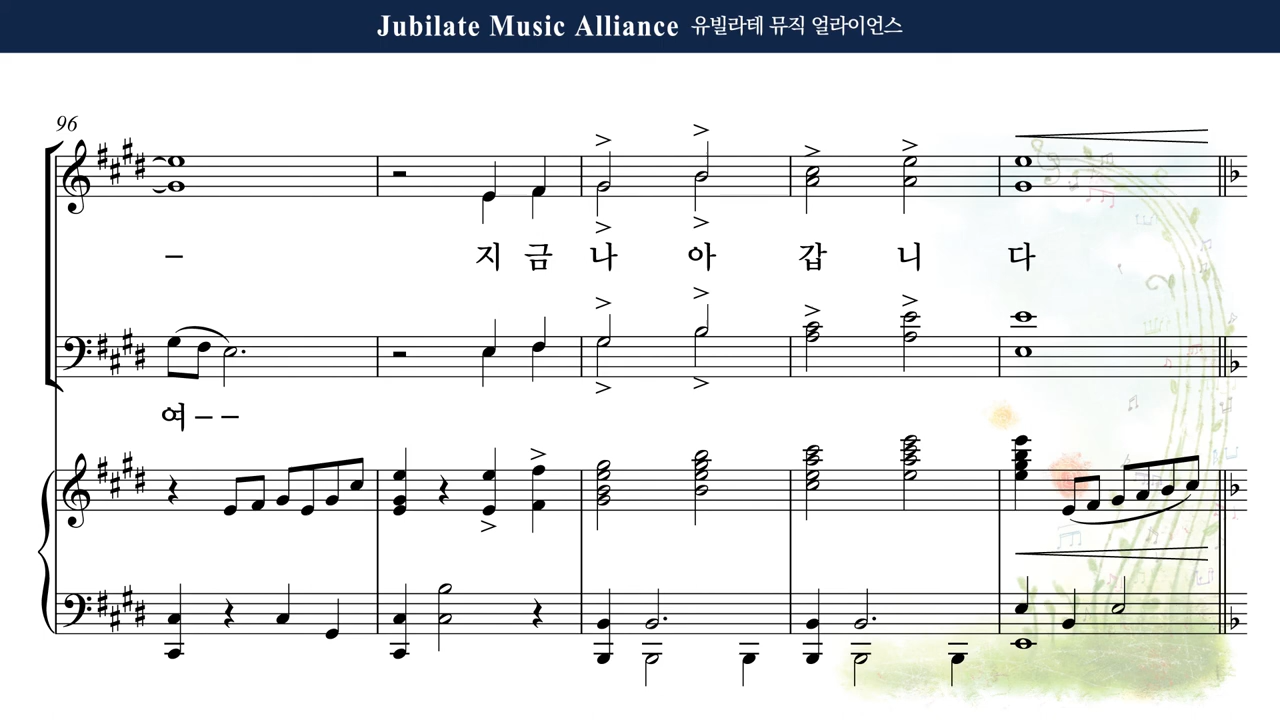 Jubilate Music Alliance 유빌라테 뮤직 얼라이언스
96
– 지 금 나 아 갑 니 다
여 – –